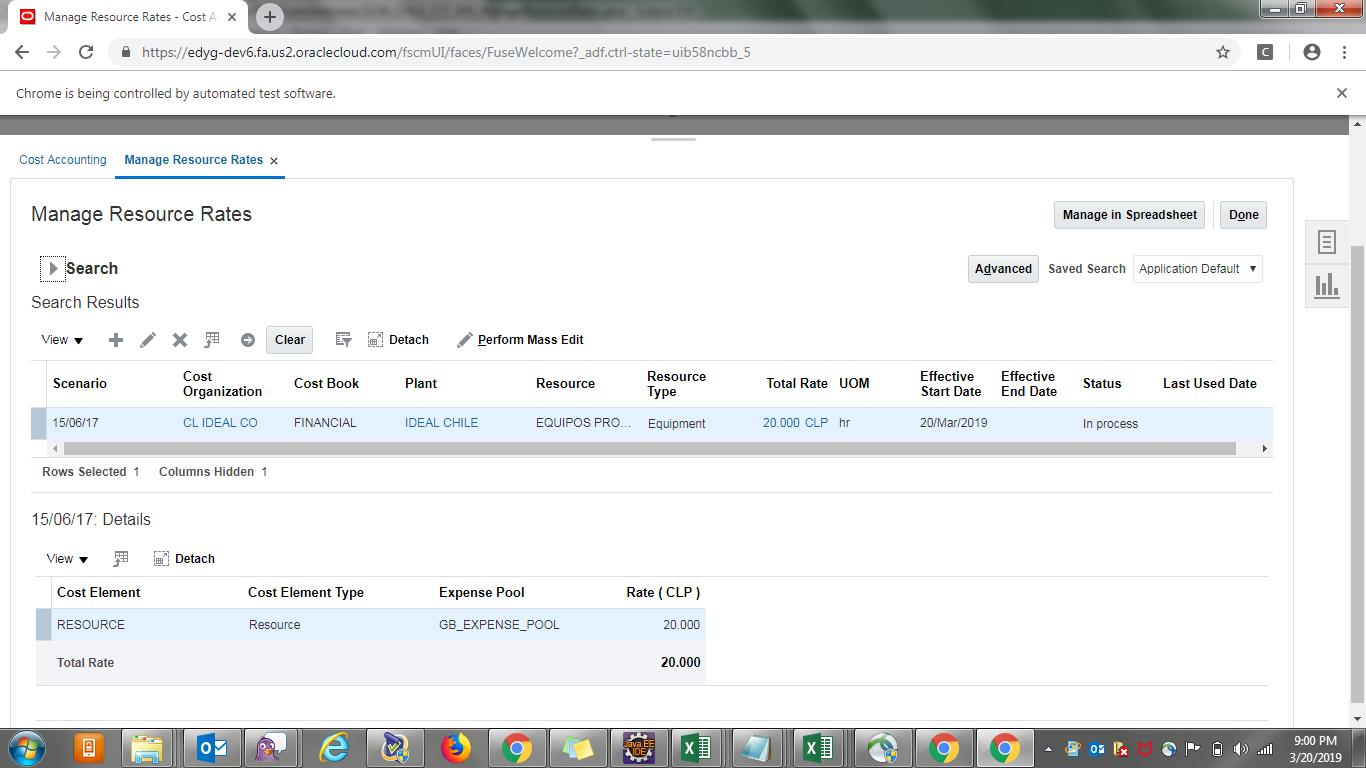 Manage Resource Rates - Cost A
https://edyg-dev6.fa.us2.oraclecloud.com/fscmUI/faces/FuseWelcome?_adf.ctrl-state=uib58ncbb_5
Chrome is being controlled by automated test software.
Cost Accounting Manage Resource Rates
Manage Resource Rates
Manage in Spreadsheet Done
Search
Advanced Saved Search Application Default
Search Results
View Clear Detach Perform Mass Edit
Scenario Cost Organization Cost Book Plant Resource Resource Type Total Rate UOM Effective Start Date Effective End Date Status Last Used Date
15/06/17 CL IDEAL CO FINANCIAL IDEAL CHILE EQUIPOS PRO... Equipment 20.000 CLP hr 20/Mar/2019 In process
Rows Selected 1 Columns Hidden 1
15/06/17: Details
View Detach
Cost Element Cost Element Type Expense Pool Rate ( CLP )
RESOURCE Resource GB_EXPENSE_POOL 20.000
Total Rate 20.000
Java EE
IDE
9:00 PM
3/20/2019